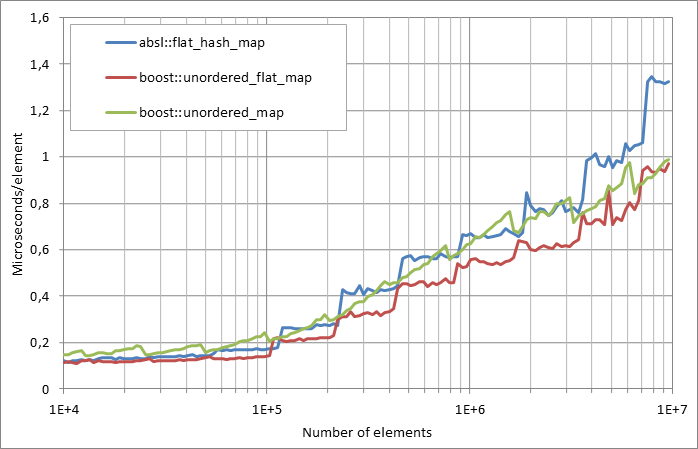 1,6
1,4
1,2
1
0,8
0,6
0,4
0,2
0
Microseconds/element
absl::flat_hash_map
boost::unordered_flat_map
boost::unordered_map
1E+4
1E+5
1E+6
1E+7
Number of elements